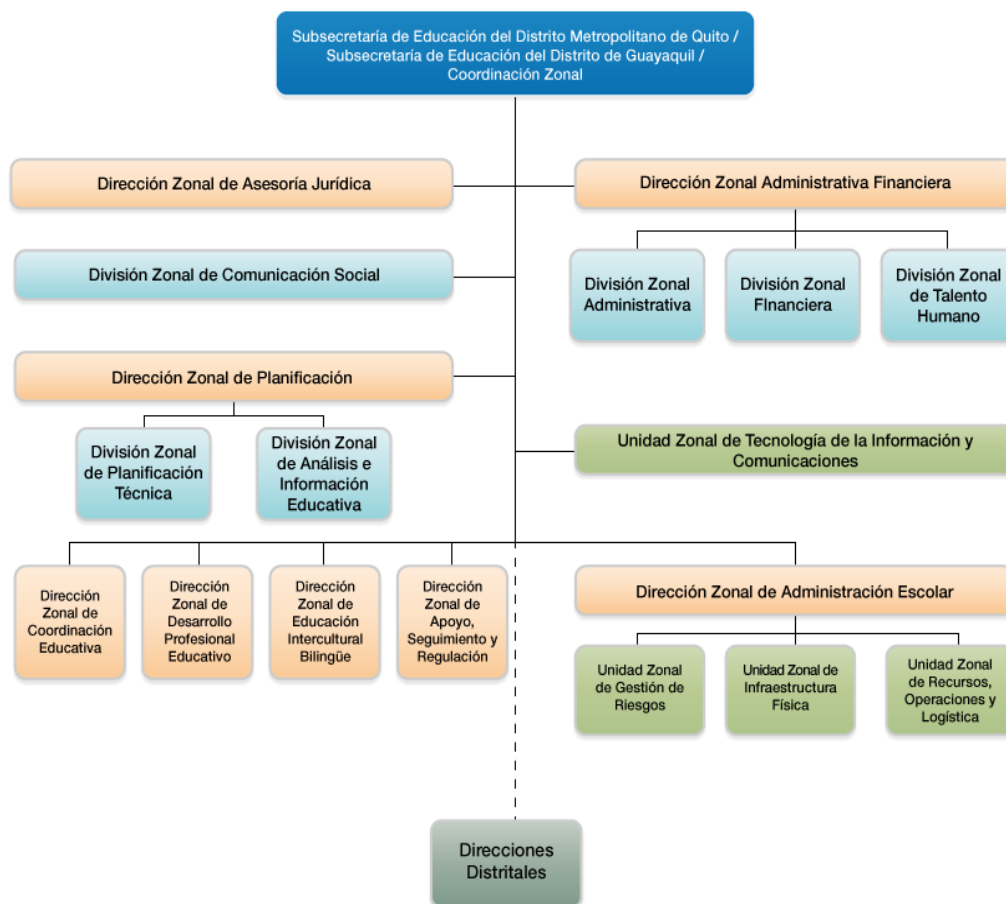 Subsecretaría de Educación del Distrito Metropolitano de Quito /
Subsecretaría de Educación del Distrito de Guayaquil /
Coordinación Zonal
Dirección Zonal de Asesoría Jurídica
Dirección Zonal Administrativa Financiera
División Zonal de Comunicación Social
División Zonal
Administrativa
División Zonal
FInanciera
División Zonal
de Talento
Humano
Dirección Zonal de Planificación
División Zonal
de Planificación
Técnica
División Zonal
de Análisis e
Información
Educativa
Unidad Zonal de Tecnología de la Información y
Comunicaciones
Dirección
Zonal de
Coordinación
Educativa
Dirección
Zonal de
Desarrollo
Profesional
Educativo
Dirección
Zonal de
Educación
Intercultural
Bilingüe
Dirección
Zonal de
Apoyo,
Seguimiento y
Regulación
Dirección Zonal de Administración Escolar
Unidad Zonal
de Gestión de
Riesgos
Unidad Zonal de
Infraestructura
Física
Unidad Zonal
de Recursos,
Operaciones y
Logística
Direcciones
Distritales